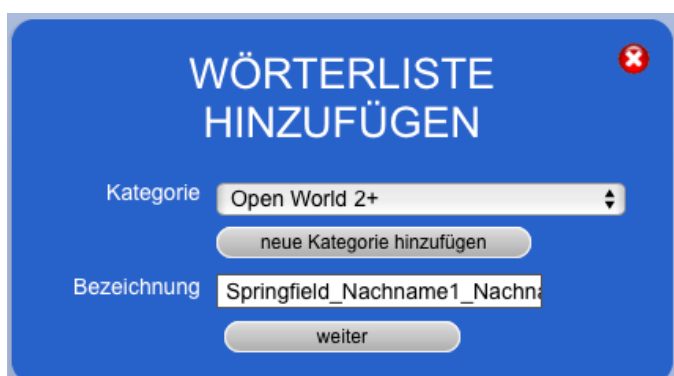 WÖRTERLISTE
HINZUFÜGEN
Kategorie Open World 2+
neue Kategorie hinzufügen
Bezeichnung Springfield_Nachname1_Nachna
weiter